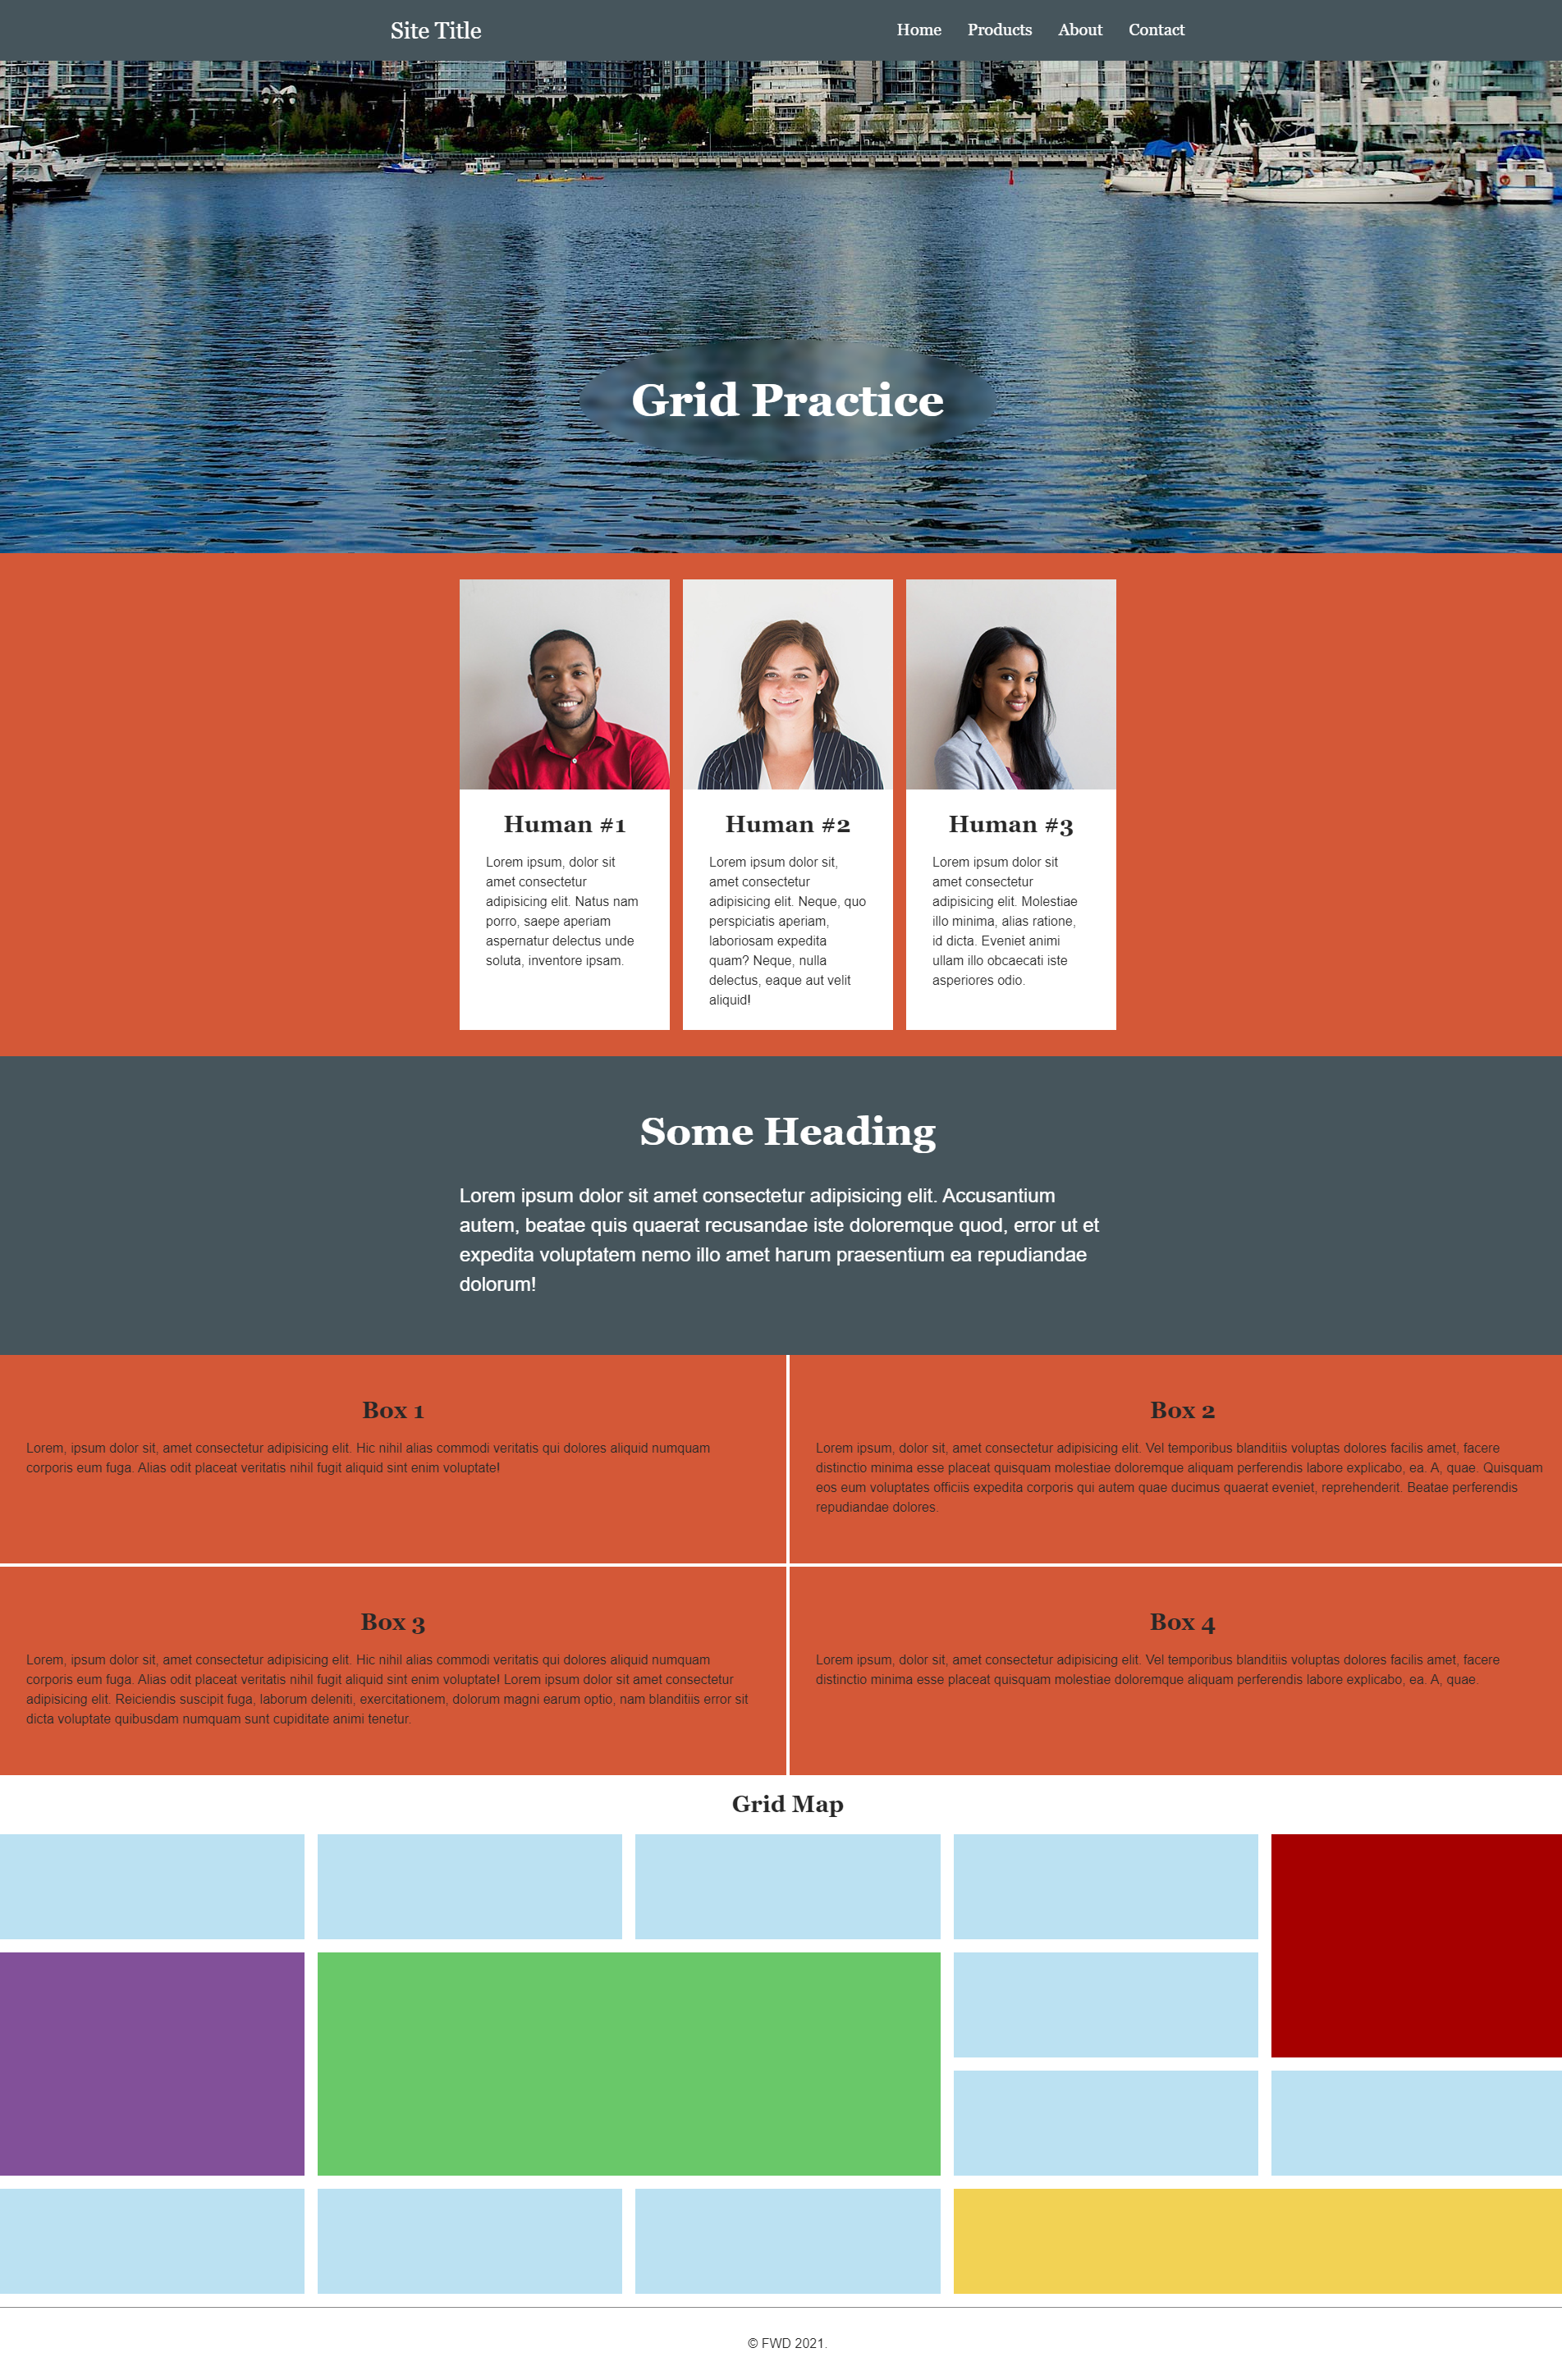 Site Title
Home Products About Contact
Grid Practice
Human #1
Lorem ipsum, dolor sit
amet consectetur
adipisicing elit. Natus nam
porro, saepe aperiam
aspernatur delectus unde
soluta, inventore ipsam.
Human #2
Lorem ipsum dolor sit,
amet consectetur
adipisicing elit. Neque, quo
perspiciatis aperiam,
laboriosam expedita
quam? Neque, nulla
delectus, eaque aut velit
aliquid!
Human #3
Lorem ipsum dolor sit
amet consectetur
adipisicing elit. Molestiae
illo minima, alias ratione,
id dicta. Eveniet animi
ullam illo obcaecati iste
asperiores odio.
Some Heading
Lorem ipsum dolor sit amet consectetur adipisicing elit. Accusantium
autem, beatae quis quaerat recusandae iste doloremque quod, error ut et
expedita voluptatem nemo illo amet harum praesentium ea repudiandae
dolorum!
Box 1
Lorem, ipsum dolor sit, amet consectetur adipisicing elit. Hic nihil alias commodi veritatis qui dolores aliquid numquam
corporis eum fuga. Alias odit placeat veritatis nihil fugit aliquid sint enim voluptate!
Box 2
Lorem ipsum, dolor sit, amet consectetur adipisicing elit. Vel temporibus blanditiis voluptas dolores facilis amet, facere
distinctio minima esse placeat quisquam molestiae doloremque aliquam perferendis labore explicabo, ea. A, quae. Quisquam
eos eum voluptates officiis expedita corporis qui autem quae ducimus quaerat eveniet, reprehenderit. Beatae perferendis
repudiandae dolores.
Box 3
Lorem, ipsum dolor sit, amet consectetur adipisicing elit. Hic nihil alias commodi veritatis qui dolores aliquid numquam
corporis eum fuga. Alias odit placeat veritatis nihil fugit aliquid sint enim voluptate! Lorem ipsum dolor sit amet consectetur
adipisicing elit. Reiciendis suscipit fuga, laborum deleniti, exercitationem, dolorum magni earum optio, nam blanditiis error sit
dicta voluptate quibusdam numquam sunt cupiditate animi tenetur.
Box 4
Lorem ipsum, dolor sit, amet consectetur adipisicing elit. Vel temporibus blanditiis voluptas dolores facilis amet, facere
distinctio minima esse placeat quisquam molestiae doloremque aliquam perferendis labore explicabo, ea. A, quae.
Grid Map
© FWD 2021.